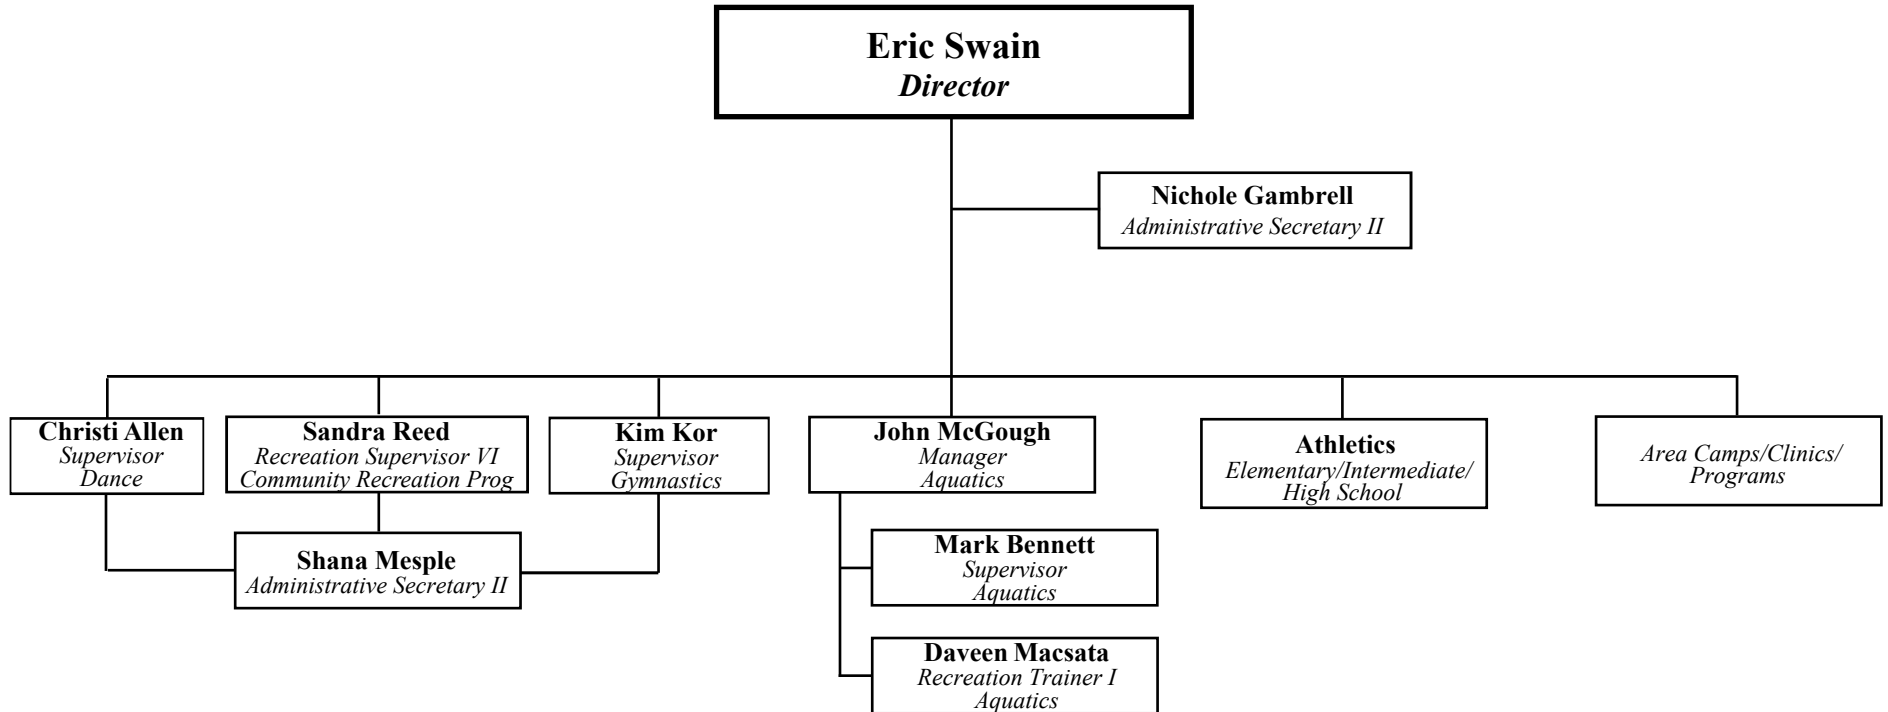 Eric Swain
Director
Nichole Gambrell
Administrative Secretary II
Christi Allen
Supervisor
Dance
Sandra Reed
Recreation Supervisor VI
Community Recreation Prog
Kim Kor
Supervisor
Gymnastics
John McGough
Manager
Aquatics
Athletics
Elementary/Intermediate/
High School
Area Camps/Clinics/
Programs
Shana Mesple
Administrative Secretary II
Mark Bennett
Supervisor
Aquatics
Daveen Macsata
Recreation Trainer I
Aquatics